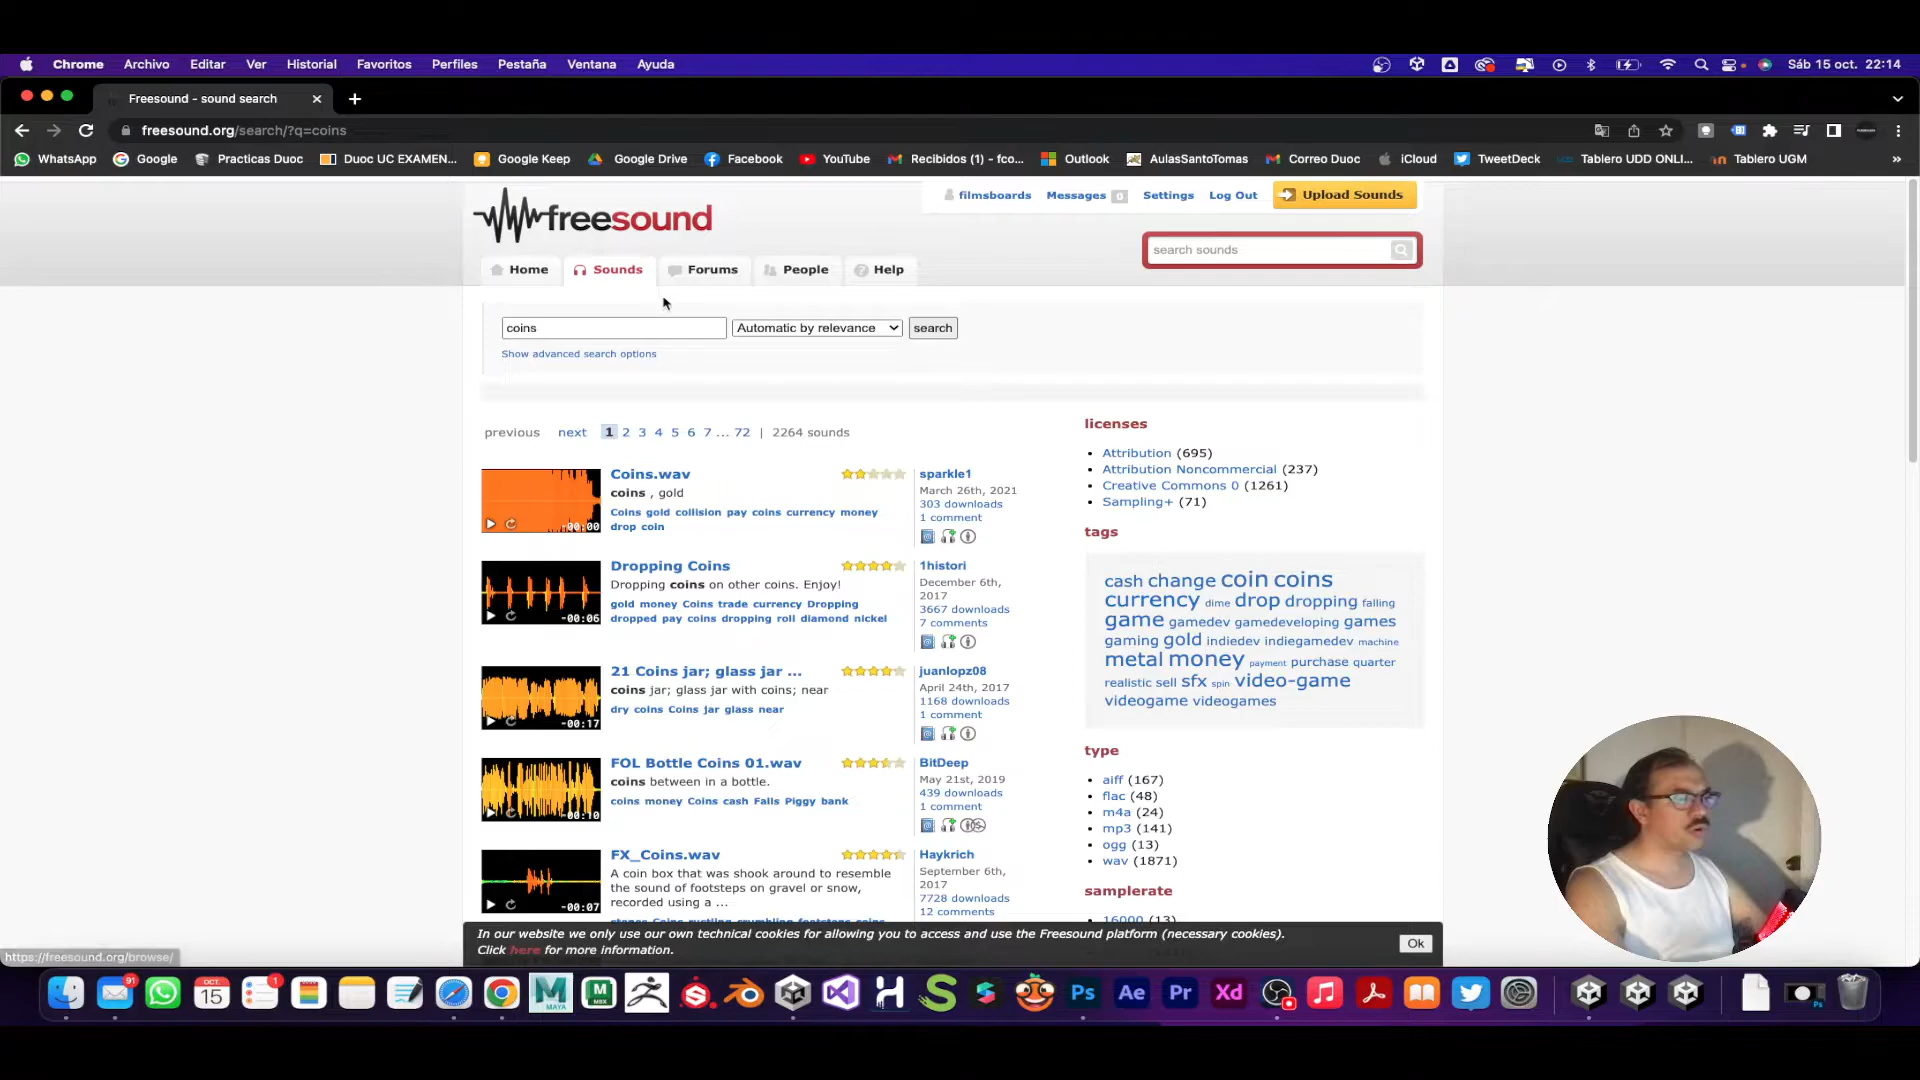 Chrome Archivo Editar Ver Historial Favoritos Perfiles Pestaña Ventana Ayuda Sáb 15 oct. 22:14
Freesound - sound search
freesound.org/search/?q=coins
WhatsApp Google Practicas Duoc Duoc UC EXAMEN... Google Keep Google Drive Facebook YouTube Recibidos (1) - fco... Outlook AulasSantoTomas Correo Duoc iCloud TweetDeck Tablero UDD ONLI... Tablero UGM »
filmsboards Messages 0 Settings Log Out Upload Sounds
freesound
search sounds
Home Sounds Forums People Help
coins Automatic by relevance search
Show advanced search options
previous next 1 2 3 4 5 6 7 ... 72 | 2264 sounds
Coins.wav
coins , gold
Coins gold collision pay coins currency money
drop coin
-00:00
sparkle1
March 26th, 2021
303 downloads
1 comment
Dropping Coins
Dropping coins on other coins. Enjoy!
gold money Coins trade currency Dropping
dropped pay coins dropping roll diamond nickel
-00:06
1histori
December 6th,
2017
3667 downloads
7 comments
21 Coins jar; glass jar ...
coins jar; glass jar with coins; near
dry coins Coins jar glass near
-00:17
juanlopz08
April 24th, 2017
1168 downloads
1 comment
FOL Bottle Coins 01.wav
coins between in a bottle.
coins money Coins cash Falls Piggy bank
-00:10
BitDeep
May 21st, 2019
439 downloads
1 comment
FX_Coins.wav
A coin box that was shook around to resemble
the sound of footsteps on gravel or snow,
recorded using a ...
-00:07
Haykrich
September 6th,
2017
7728 downloads
12 comments
licenses
Attribution (695)
Attribution Noncommercial (237)
Creative Commons 0 (1261)
Sampling+ (71)
tags
cash change coin coins
currency dime drop dropping falling
game gamedev gamedeveloping games
gaming gold indiedev indiegamedev machine
metal money payment purchase quarter
realistic sell sfx spin video-game
videogame videogames
type
aiff (167)
flac (48)
m4a (24)
mp3 (141)
ogg (13)
wav (1871)
samplerate
16000 (13)
In our website we only use our own technical cookies for allowing you to access and use the Freesound platform (necessary cookies).
Click here for more information.
Ok
https://freesound.org/browse/
91 OCT. 15 1 MAYA Ps Ae Pr Xd